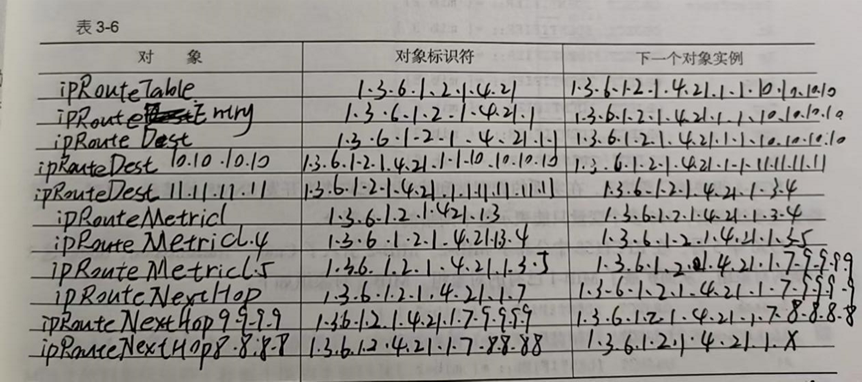 表 3-6
对 象 对象标识符 下一个对象实例
ipRouteTable 1.3.6.1.2.1.4.21 1.3.6.1.2.1.4.21.1.1.10.10.10.10
ipRouteEntry 1.3.6.1.2.1.4.21.1 1.3.6.1.2.1.4.21.1.1.10.10.10.10
ipRoute Dest 1.3.6.1.2.1.4.21.1.1 1.3.6.1.2.1.4.21.1.1.10.10.10.10
ipRouteDest 10.10.10.10 1.3.6.1.2.1.4.21.1.1.10.10.10.10 1.3.6.1.2.1.4.21.1.1.11.11.11.11
ipRouteDest 11.11.11.11 1.3.6.1.2.1.4.21.1.1.11.11.11.11 1.3.6.1.2.1.4.21.1.3.4
ipRouteMetric1 1.3.6.1.2.1.421.1.3 1.3.6.1.2.1.4.21.1.3.4
ipRoute Metric1.4 1.3.6.1.2.1.4.21.13.4 1.3.6.1.2.1.4.21.1.3.5
ipRoute Metric1.5 1.3.6.1.2.1.4.21.1.3.5 1.3.6.1.2.1.4.21.1.7.9.9.9.9
ipRoute NextHop 1.3.6.1.2.1.4.21.1.7 1.3.6.1.2.1.4.21.1.7.9.9.9.9
ipRoute NextHop 9.9.9.9 1.3.6.1.2.1.4.21.1.7.9.9.9.9 1.3.6.1.2.1.4.21.1.7.8.8.8.8
ipRouteNextHop8.8.8.8 1.3.6.1.2.4.21.1.7.8.8.8.8 1.3.6.1.2.1.4.21.1.X